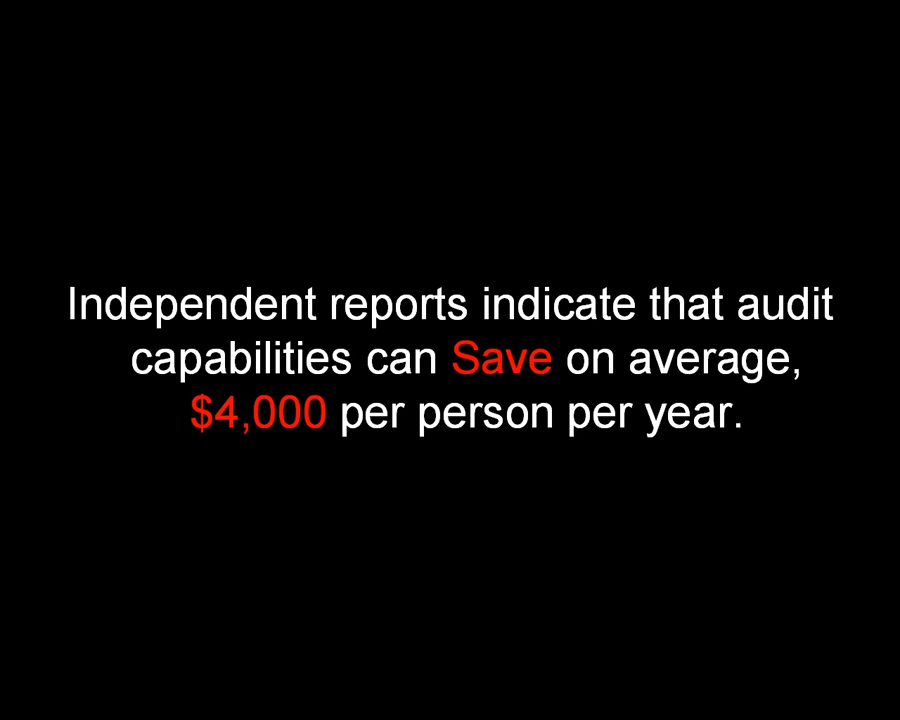 Independent reports indicate that audit
capabilities can Save on average,
$4,000 per person per year.